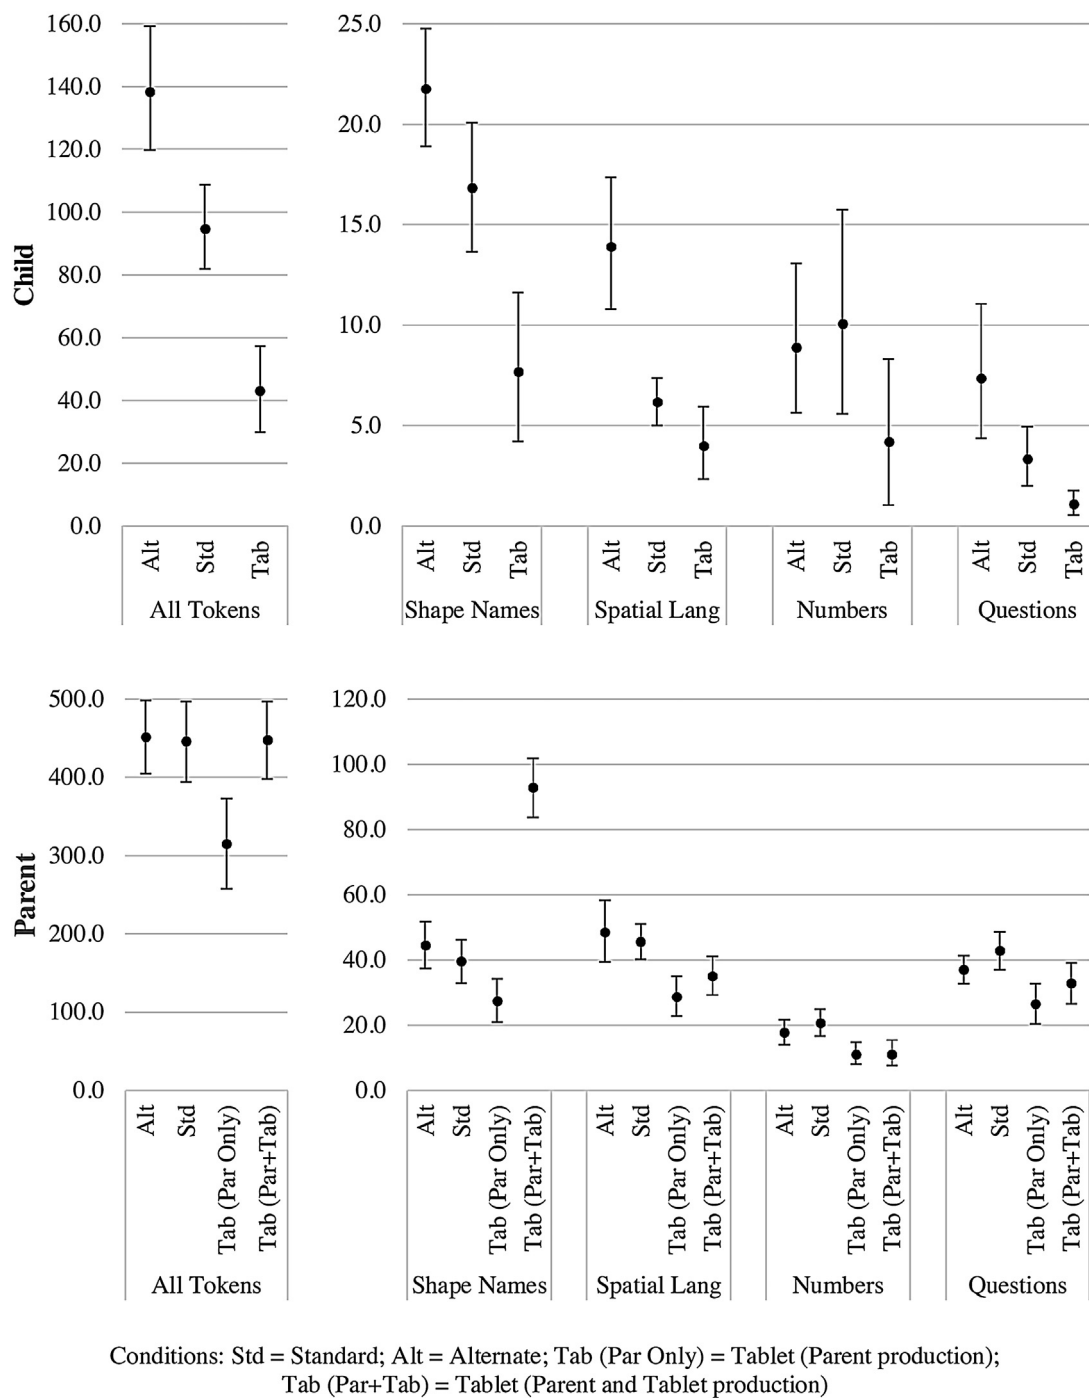 Child
160.0
140.0
120.0
100.0
80.0
60.0
40.0
20.0
0.0
Alt Std Tab
All Tokens
25.0
20.0
15.0
10.0
5.0
0.0
Alt Std Tab Alt Std Tab Alt Std Tab Alt Std Tab
Shape Names Spatial Lang Numbers Questions
Parent
500.0
400.0
300.0
200.0
100.0
0.0
Alt Std Tab (Par Only) Tab (Par+Tab)
All Tokens
120.0
100.0
80.0
60.0
40.0
20.0
0.0
Alt Std Tab (Par Only) Tab (Par+Tab) Alt Std Tab (Par Only) Tab (Par+Tab) Alt Std Tab (Par Only) Tab (Par+Tab) Alt Std Tab (Par Only) Tab (Par+Tab)
Shape Names Spatial Lang Numbers Questions
Conditions: Std = Standard; Alt = Alternate; Tab (Par Only) = Tablet (Parent production);
Tab (Par+Tab) = Tablet (Parent and Tablet production)